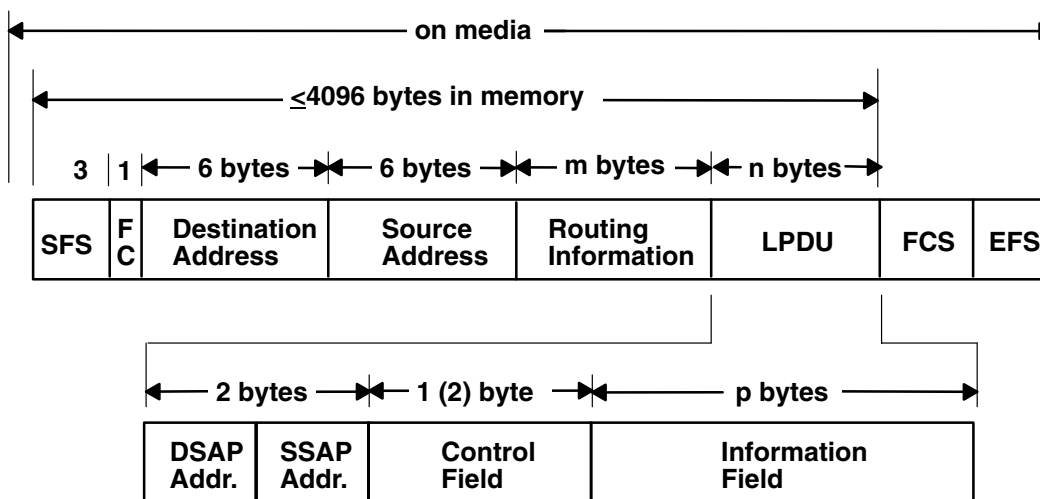 on media
≤4096 bytes in memory
3 1 6 bytes 6 bytes m bytes n bytes
SFS
F
C
Destination
Address
Source
Address
Routing
Information
LPDU
FCS
EFS
2 bytes 1 (2) byte p bytes
DSAP
Addr.
SSAP
Addr.
Control
Field
Information
Field